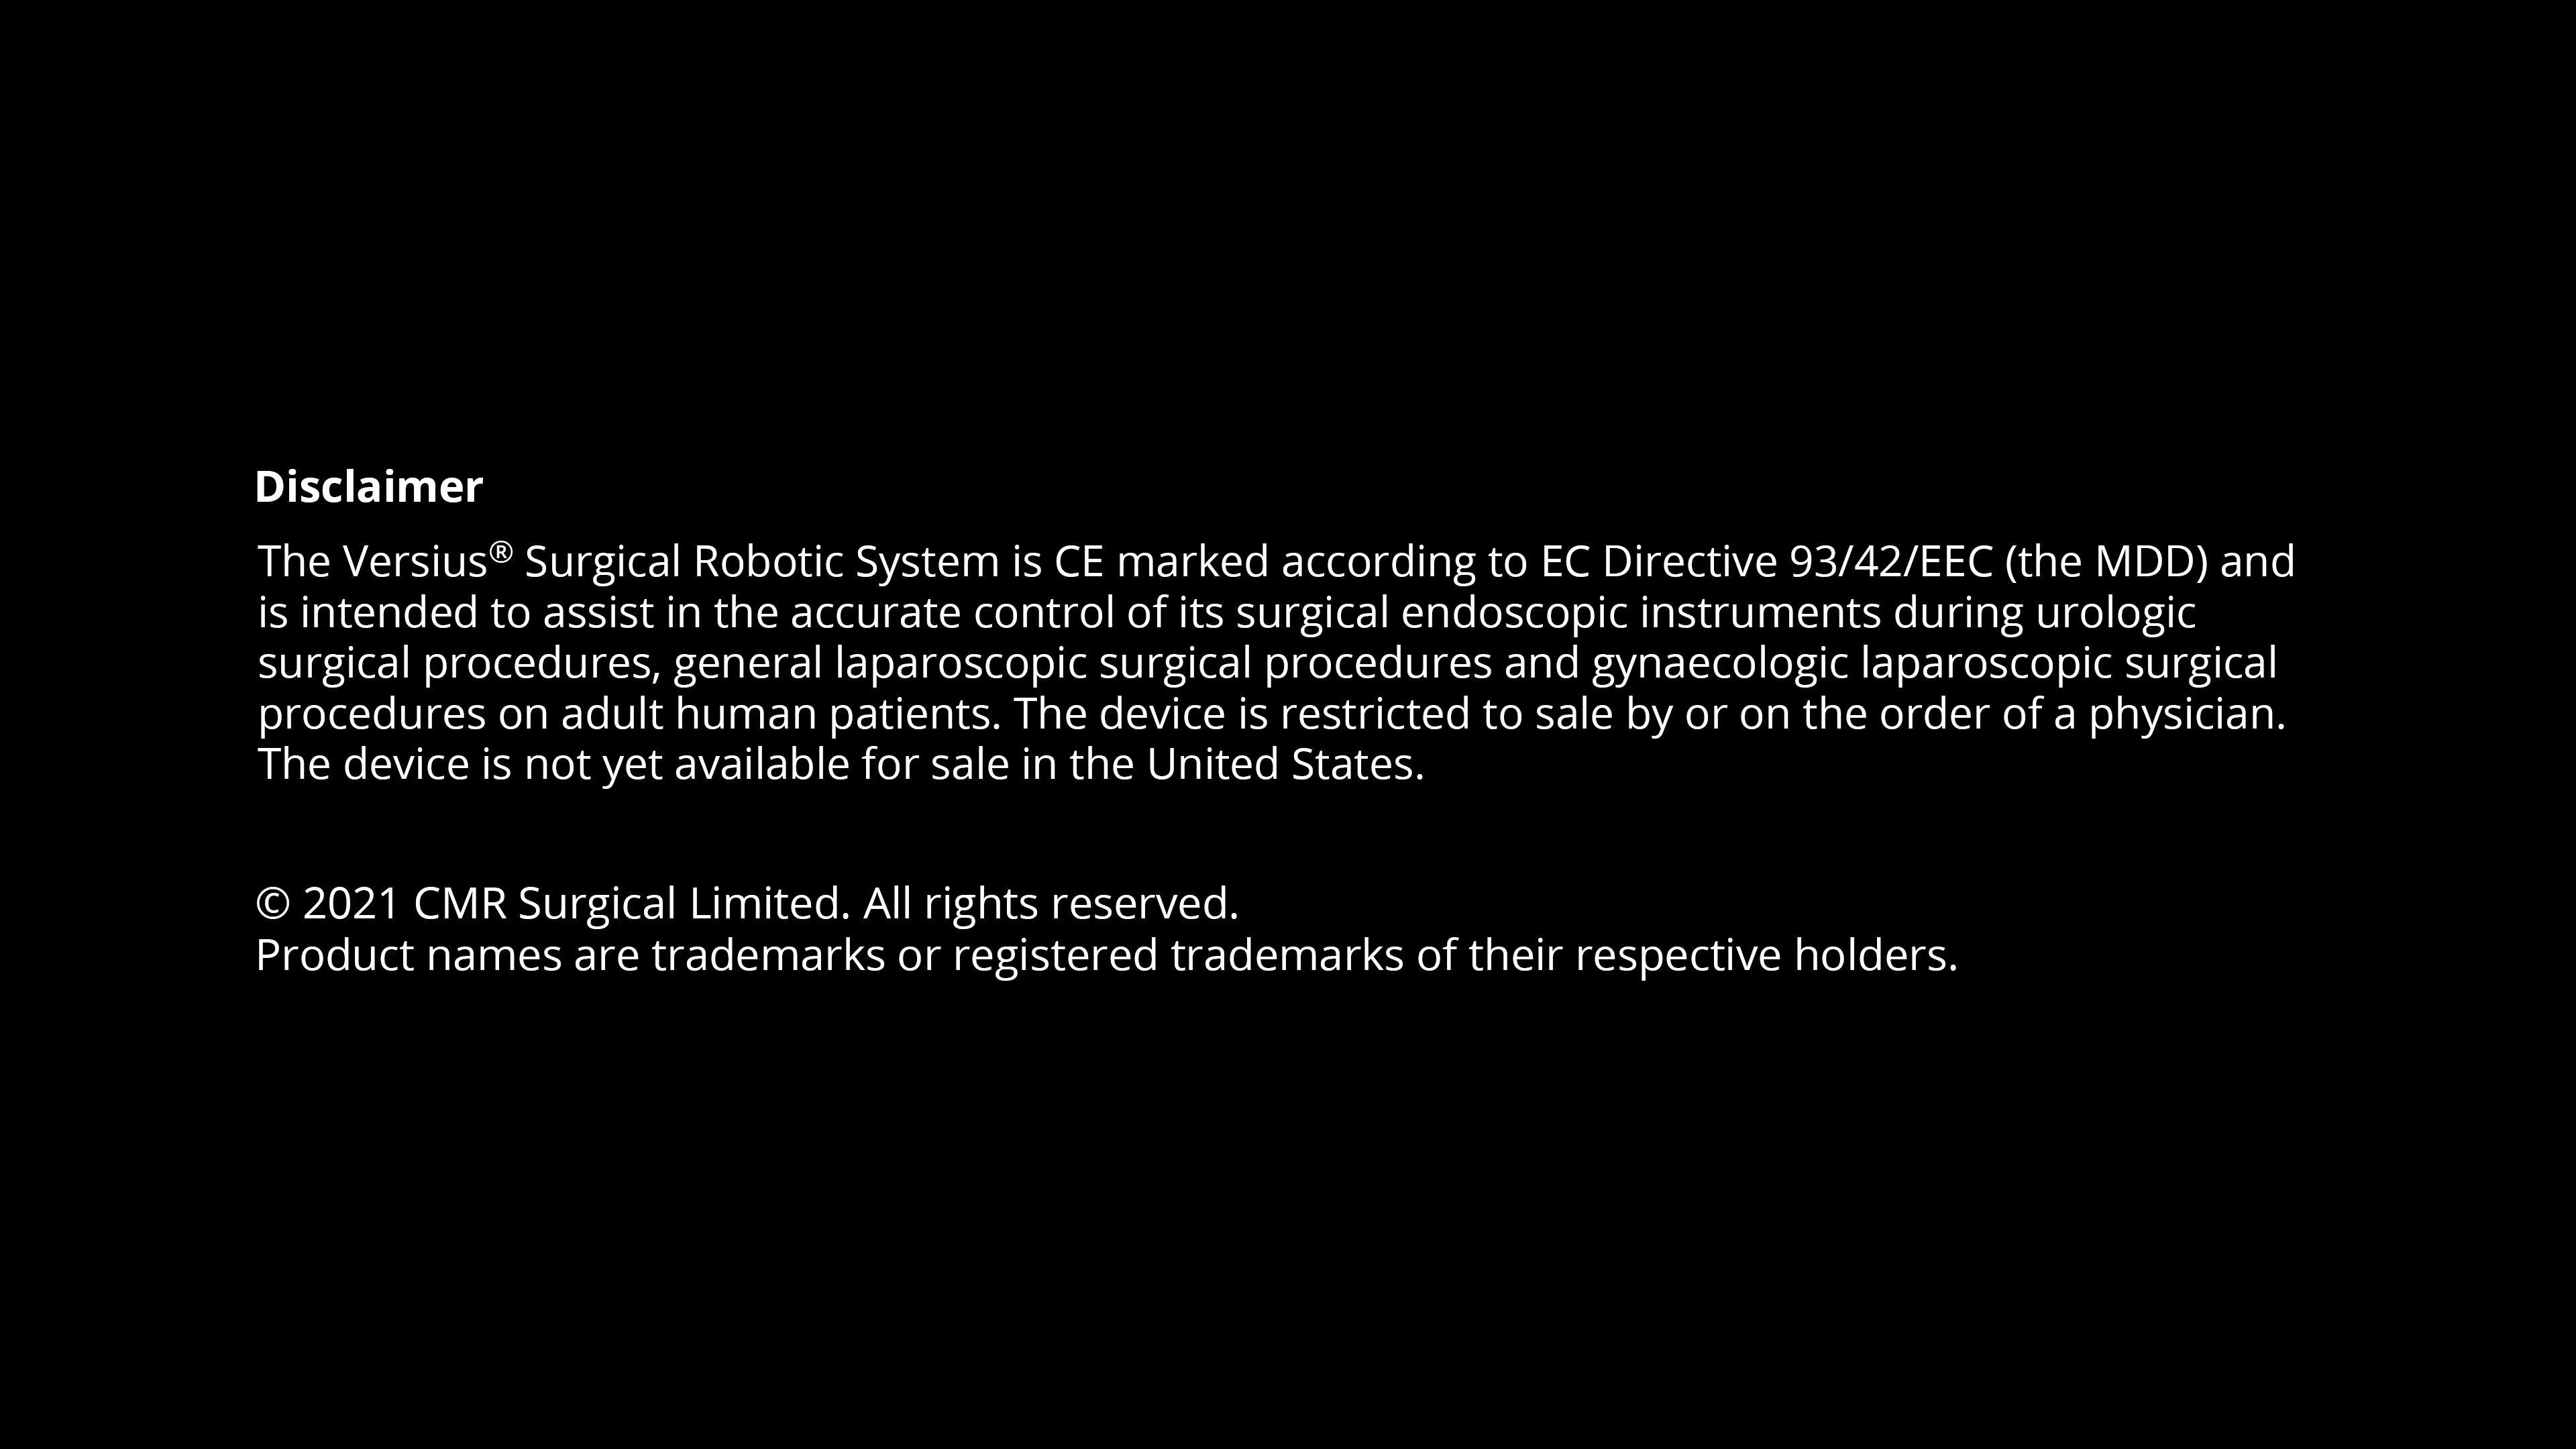 Disclaimer
The Versius® Surgical Robotic System is CE marked according to EC Directive 93/42/EEC (the MDD) and
is intended to assist in the accurate control of its surgical endoscopic instruments during urologic
surgical procedures, general laparoscopic surgical procedures and gynaecologic laparoscopic surgical
procedures on adult human patients. The device is restricted to sale by or on the order of a physician.
The device is not yet available for sale in the United States.
© 2021 CMR Surgical Limited. All rights reserved.
Product names are trademarks or registered trademarks of their respective holders.